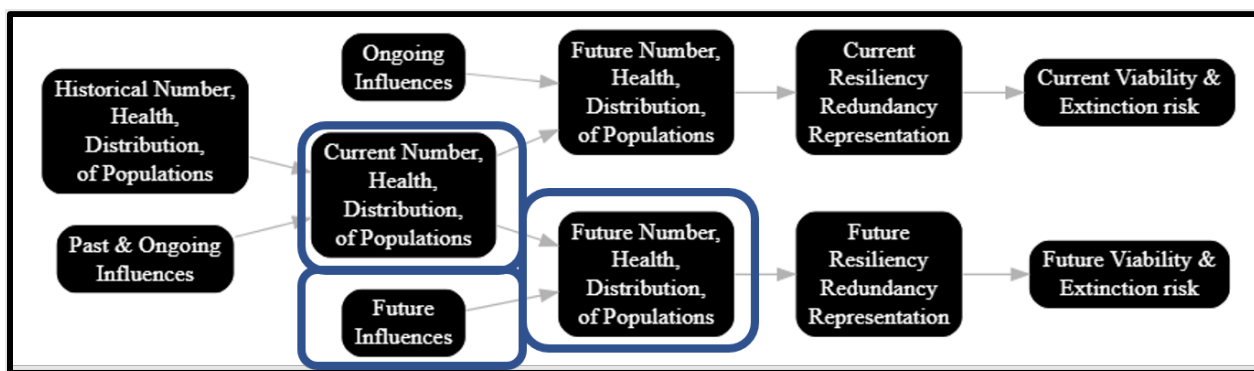 Historical Number,
Health,
Distribution,
of Populations
Past & Ongoing
Influences
Ongoing
Influences
Current Number,
Health,
Distribution,
of Populations
Future
Influences
Future Number,
Health,
Distribution,
of Populations
Future Number,
Health,
Distribution,
of Populations
Current
Resiliency
Redundancy
Representation
Future
Resiliency
Redundancy
Representation
Current Viability &
Extinction risk
Future Viability &
Extinction risk